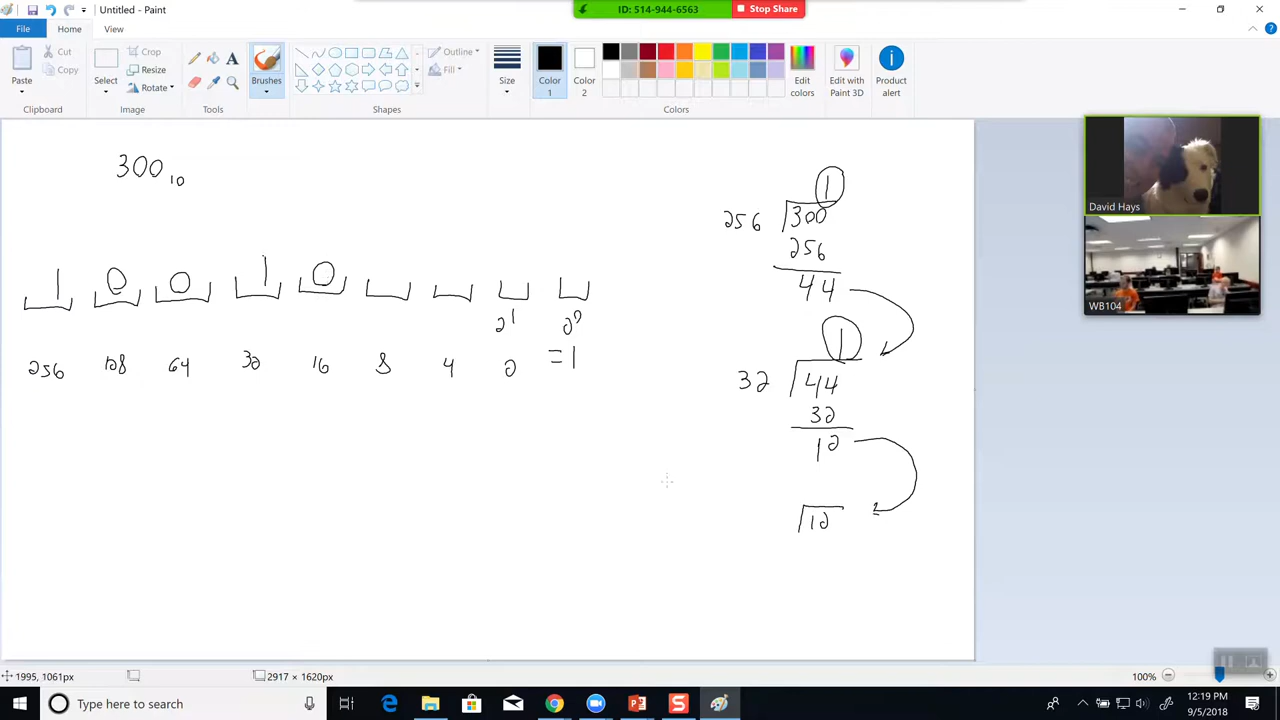 Untitled - Paint
ID: 514-944-6563
Stop Share
File
Home
View
Paste
Cut
Copy
Clipboard
Select
Crop
Resize
Rotate
Image
Tools
Brushes
Shapes
Outline
Fill
Size
Color 1
Color 2
Colors
Edit colors
Edit with Paint 3D
Product alert
300₁₀
1 0 0 1 0
2¹ 2⁰
256 128 64 32 16 8 4 2 = 1
1
256 300
256
44
1
32 44
32
12
12
David Hays
WB104
1995, 1061px
2917 × 1620px
100%
Type here to search
12:19 PM
9/5/2018